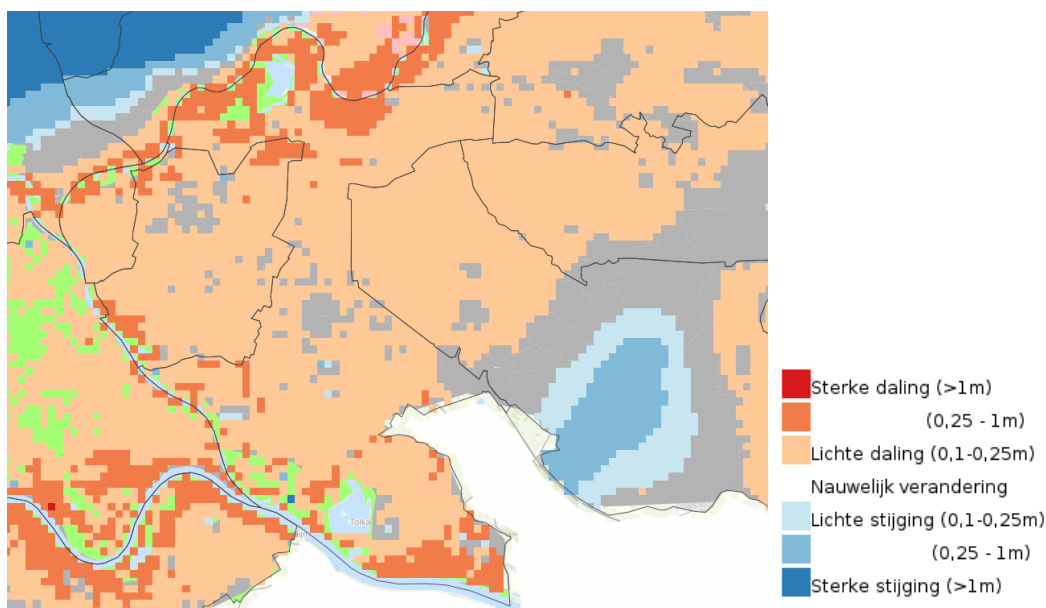 Tolka
Sterke daling (>1m)
(0,25 - 1m)
Lichte daling (0,1-0,25m)
Nauwelijk verandering
Lichte stijging (0,1-0,25m)
(0,25 - 1m)
Sterke stijging (>1m)